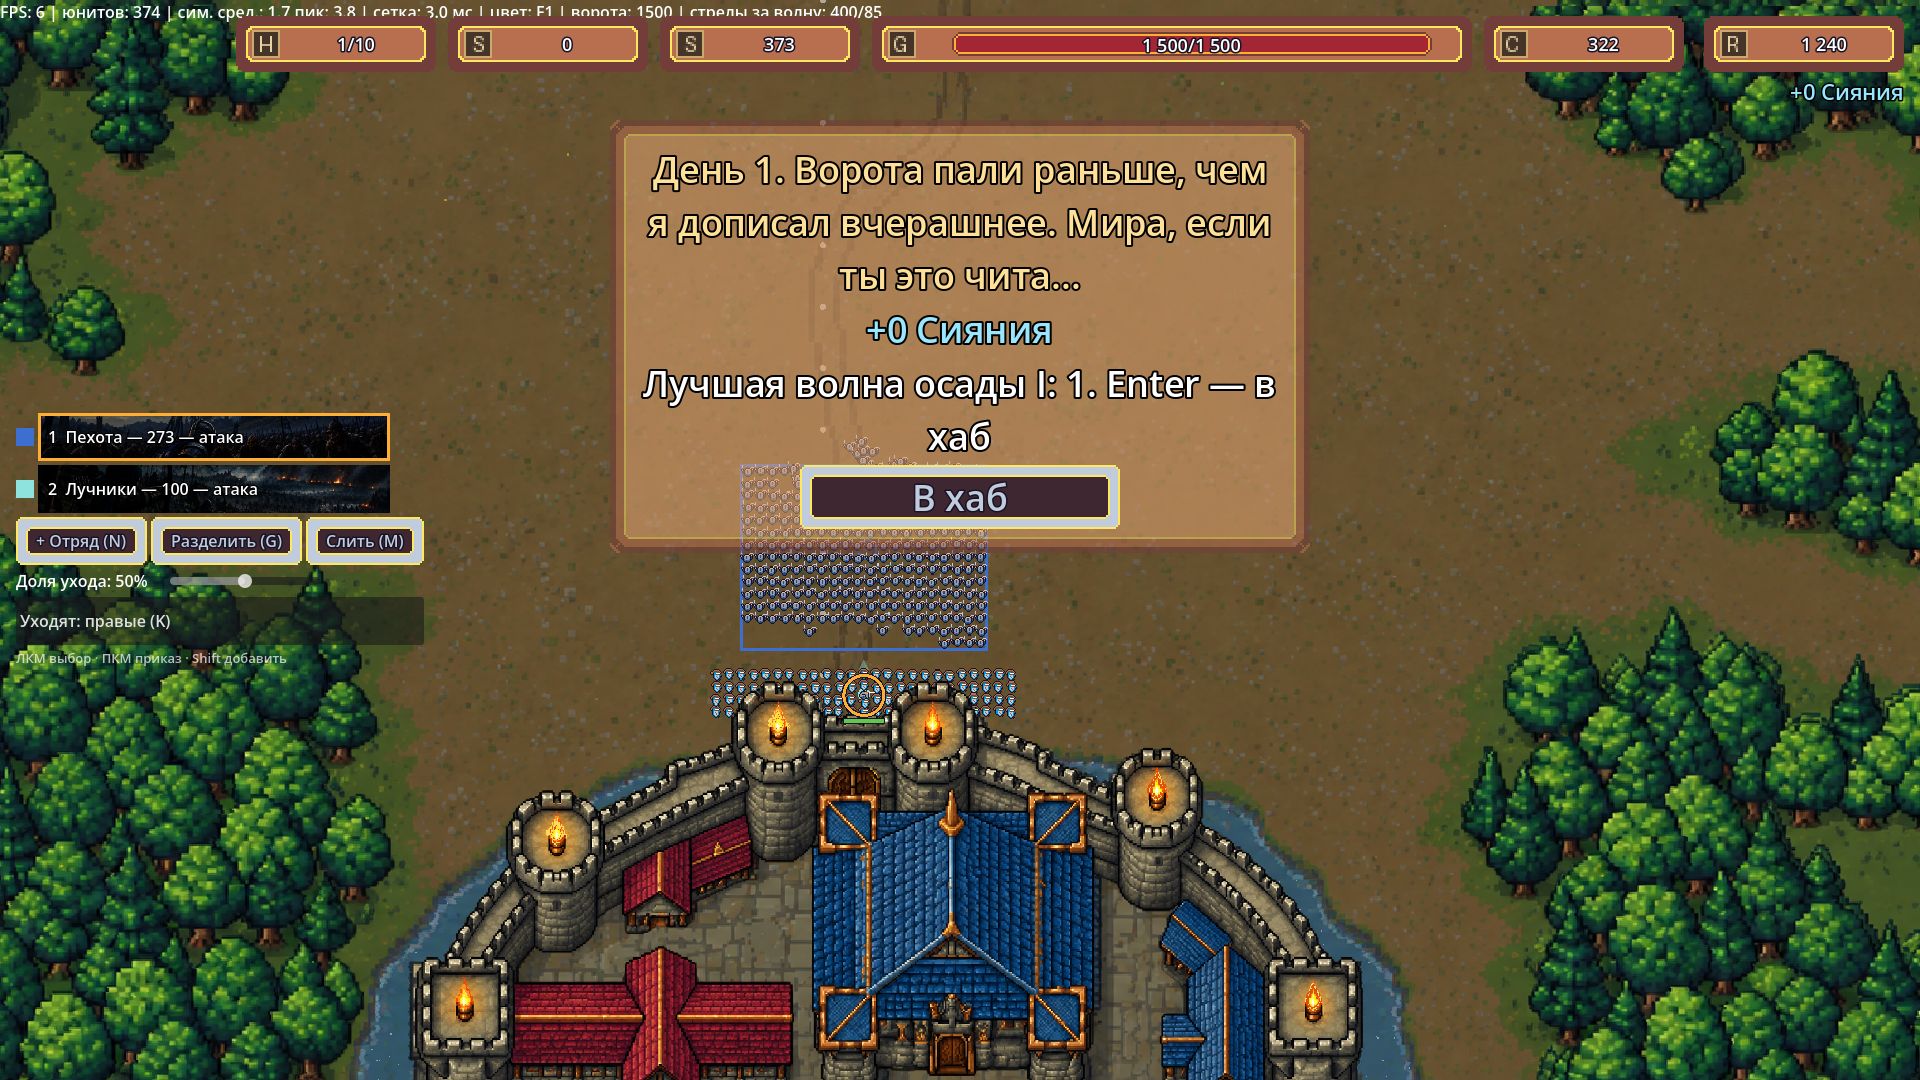 FPS: 6 | юнитов: 374 | сим. сред.: 1.7 пик: 3.8 | сетка: 3.0 мс | цвет: F1 | ворота: 1500 | стрелы за волну: 400/85
H 1/10
S 0
S 373
G 1 500/1 500
C 322
R 1 240
+0 Сияния
День 1. Ворота пали раньше, чем
я дописал вчерашнее. Мира, если
ты это чита...
+0 Сияния
Лучшая волна осады I: 1. Enter — в
хаб
В хаб
1 Пехота — 273 — атака
2 Лучники — 100 — атака
+ Отряд (N)
Разделить (G)
Слить (M)
Доля ухода: 50%
Уходят: правые (K)
ЛКМ выбор · ПКМ приказ · Shift добавить